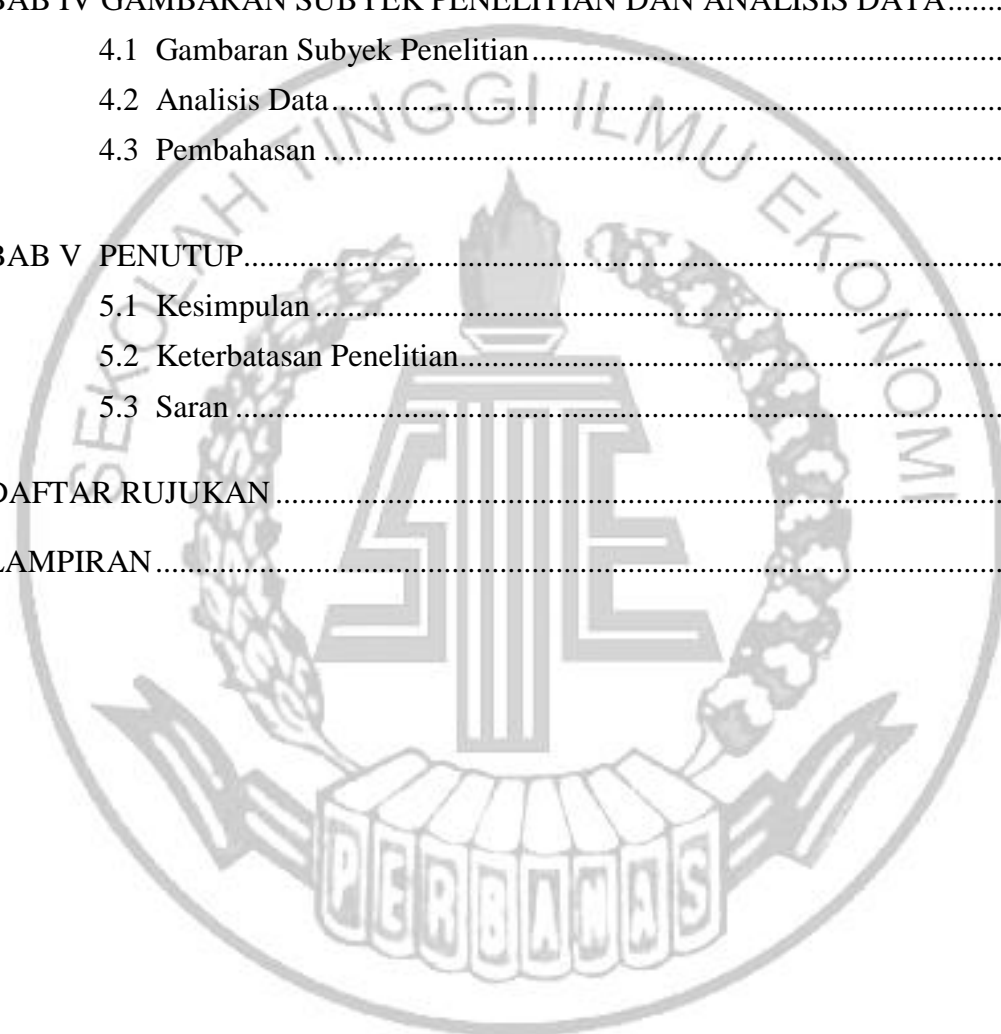 BAB IV GAMBARAN SUBYEK PENELITIAN DAN ANALISIS DATA.......
4.1 Gambaran Subyek Penelitian..........................................................
4.2 Analisis Data...................................................................................
4.3 Pembahasan ....................................................................................
BAB V PENUTUP.............................................................................................
5.1 Kesimpulan .....................................................................................
5.2 Keterbatasan Penelitian...................................................................
5.3 Saran ...............................................................................................
DAFTAR RUJUKAN .........................................................................................
LAMPIRAN........................................................................................................
SEKOLAH TINGGI ILMU EKONOMI
STIE
PERBANAS